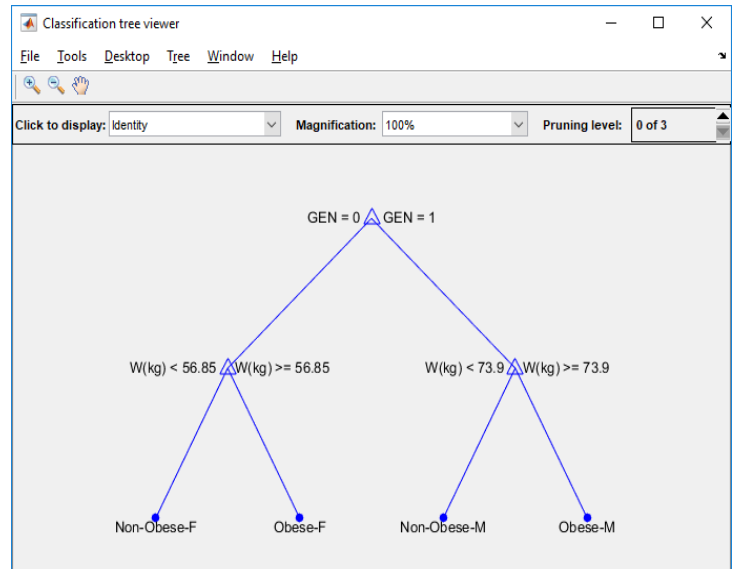 Classification tree viewer
File Tools Desktop Tree Window Help
Click to display: Identity Magnification: 100% Pruning level: 0 of 3
GEN = 0 GEN = 1
W(kg) < 56.85 W(kg) >= 56.85 W(kg) < 73.9 W(kg) >= 73.9
Non-Obese-F Obese-F Non-Obese-M Obese-M